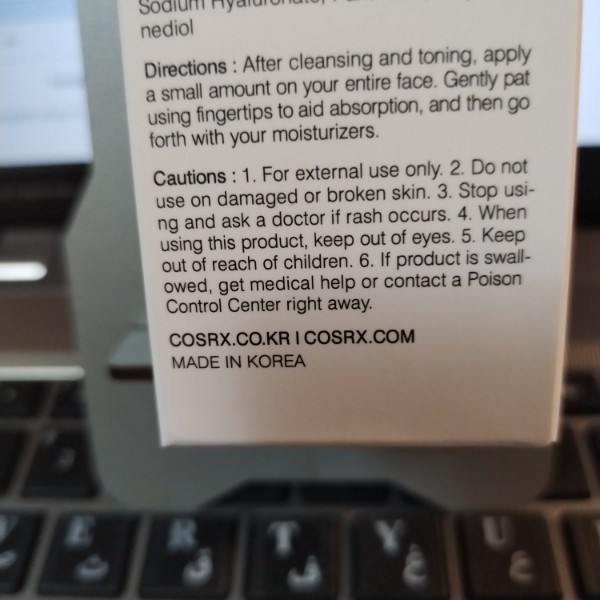 Sodium Hyaluronate,
nediol
Directions : After cleansing and toning, apply
a small amount on your entire face. Gently pat
using fingertips to aid absorption, and then go
forth with your moisturizers.
Cautions : 1. For external use only. 2. Do not
use on damaged or broken skin. 3. Stop usi-
ng and ask a doctor if rash occurs. 4. When
using this product, keep out of eyes. 5. Keep
out of reach of children. 6. If product is swall-
owed, get medical help or contact a Poison
Control Center right away.
COSRX.CO.KR I COSRX.COM
MADE IN KOREA
E R T Y U
ث ق ف غ ع